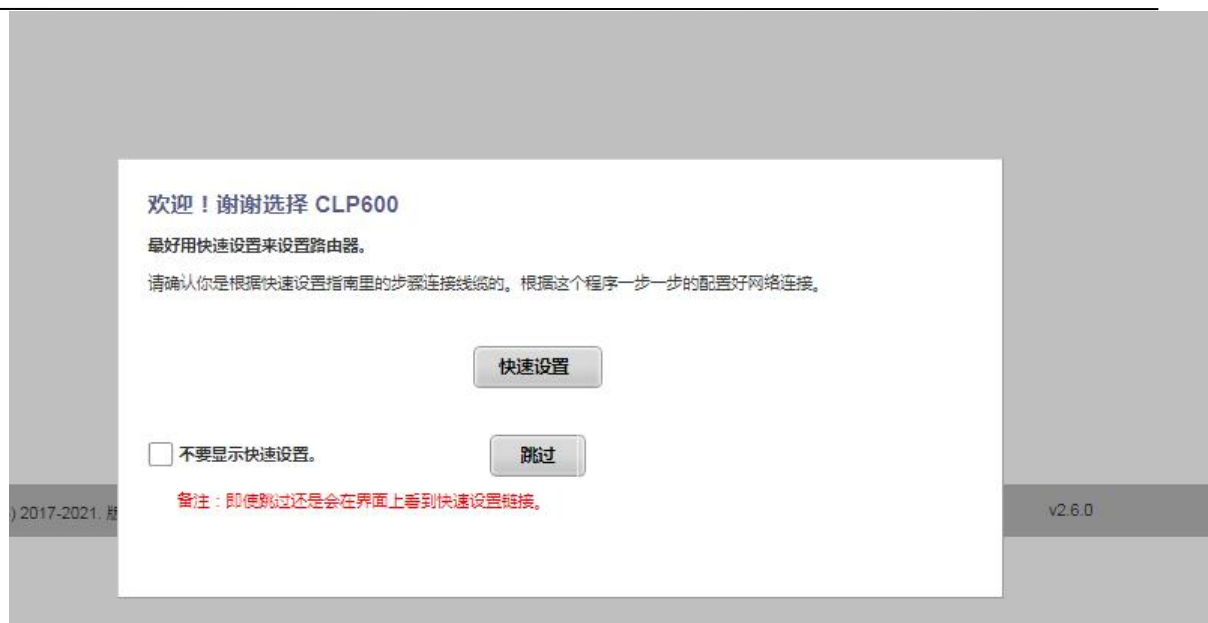 欢迎！谢谢选择 CLP600
最好用快速设置来设置路由器。
请确认你是根据快速设置指南里的步骤连接线缆的。根据这个程序一步一步的配置好网络连接。
快速设置
不要显示快速设置。
跳过
备注：即使跳过还是会在界面上看到快速设置链接。
) 2017-2021. 版
v2.6.0